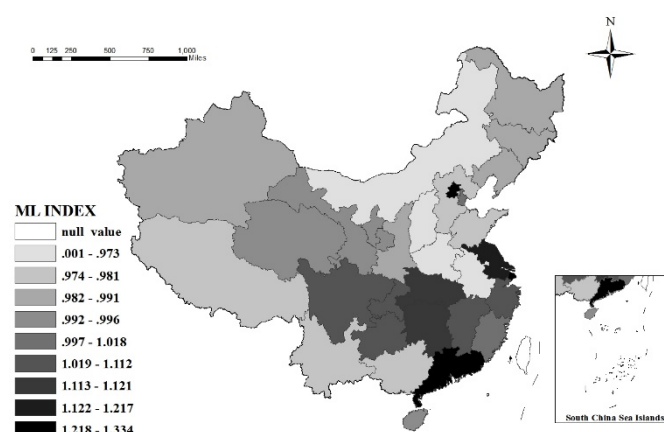 N
0 125 250 500 750 1,000
Miles
ML INDEX
null value
.001 - .973
.974 - .981
.982 - .991
.992 - .996
.997 - 1.018
1.019 - 1.112
1.113 - 1.121
1.122 - 1.217
1.218 - 1.334
South China Sea Islands